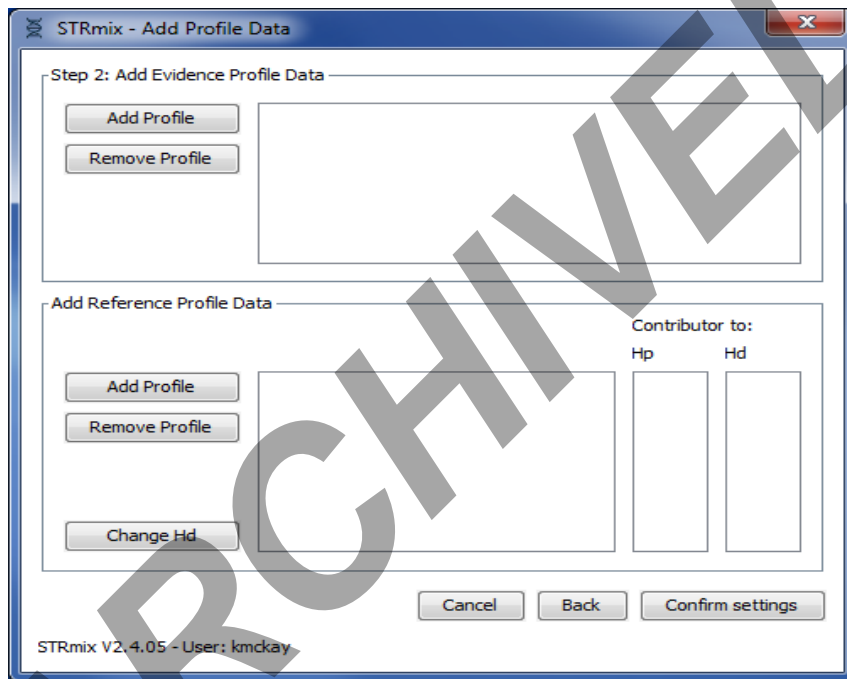 STRmix - Add Profile Data
Step 2: Add Evidence Profile Data
Add Profile
Remove Profile
Add Reference Profile Data
Contributor to:
Hp Hd
Add Profile
Remove Profile
Change Hd
Cancel Back Confirm settings
STRmix V2.4.05 - User: kmckay
RCHIVE